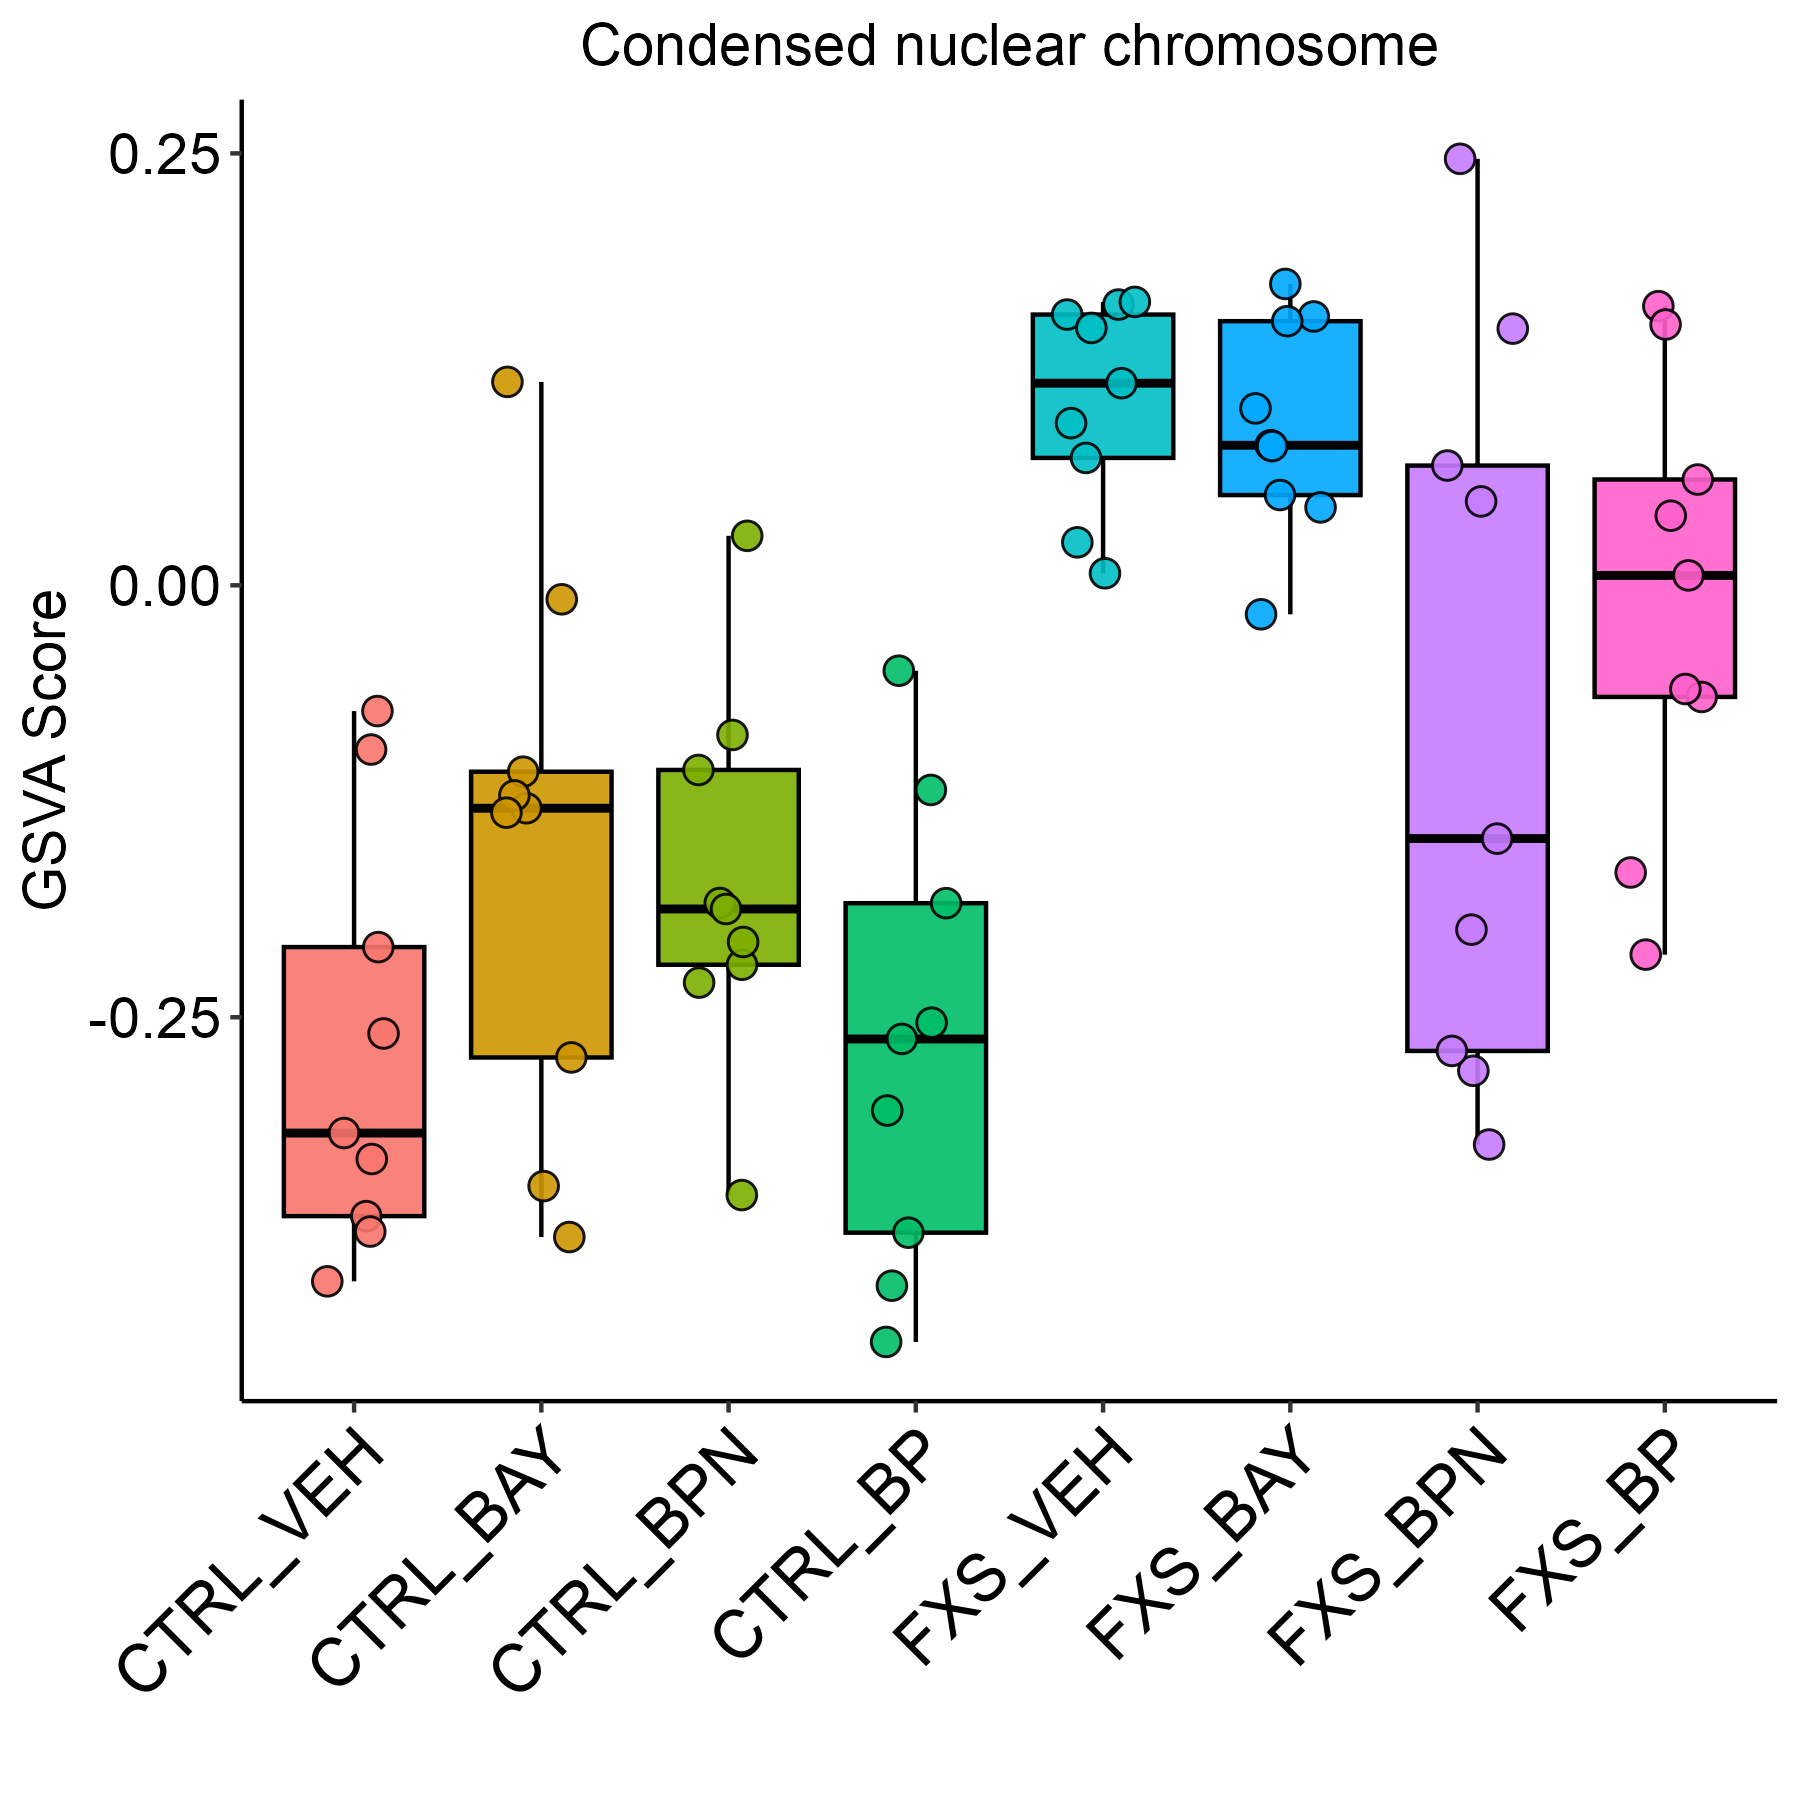 Condensed nuclear chromosome
GSVA Score
0.25
0.00
-0.25
CTRL_VEH
CTRL_BAY
CTRL_BPN
CTRL_BP
FXS_VEH
FXS_BAY
FXS_BPN
FXS_BP